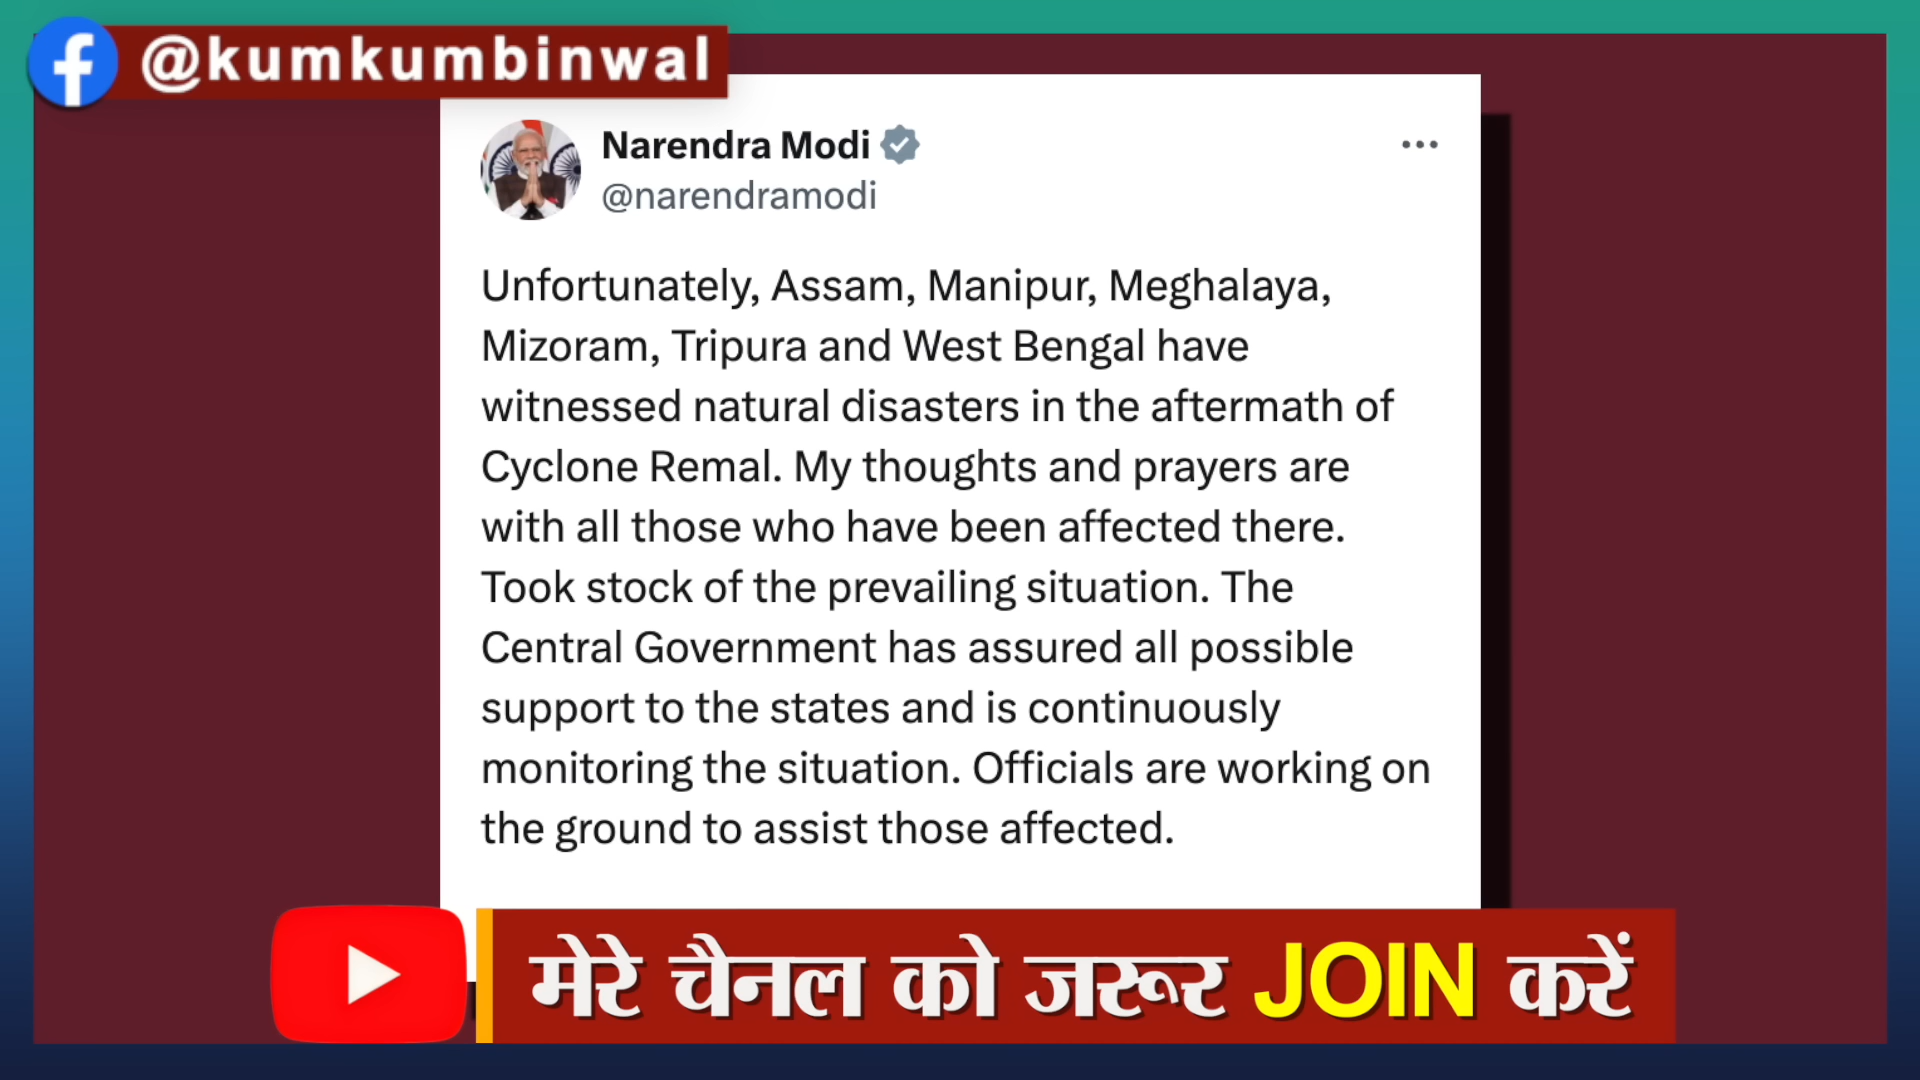 @kumkumbinwal
Narendra Modi
@narendramodi
Unfortunately, Assam, Manipur, Meghalaya,
Mizoram, Tripura and West Bengal have
witnessed natural disasters in the aftermath of
Cyclone Remal. My thoughts and prayers are
with all those who have been affected there.
Took stock of the prevailing situation. The
Central Government has assured all possible
support to the states and is continuously
monitoring the situation. Officials are working on
the ground to assist those affected.
मेरे चैनल को जरूर JOIN करें